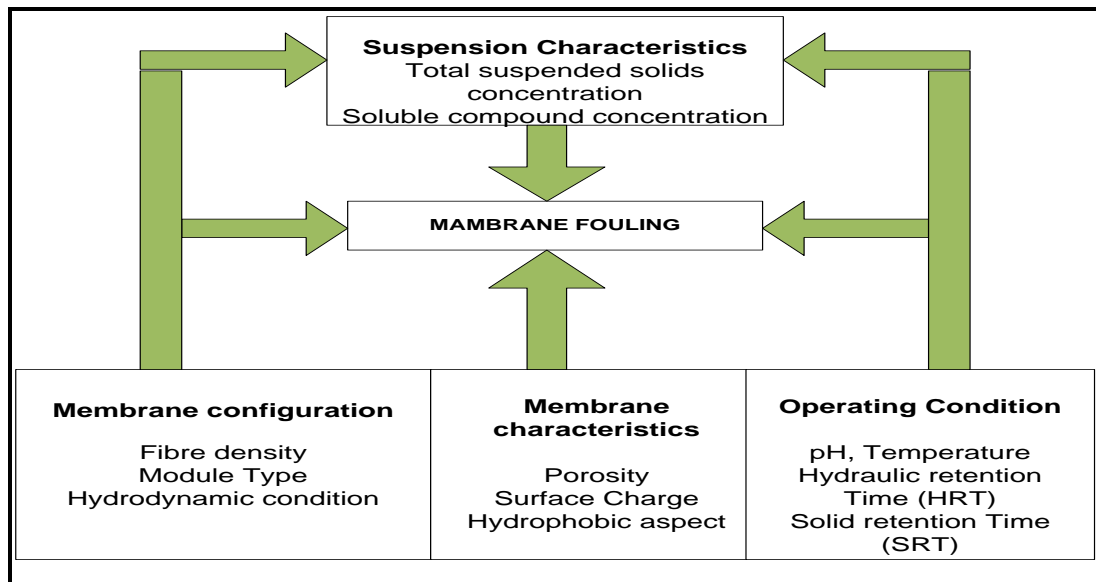 Suspension Characteristics
Total suspended solids
concentration
Soluble compound concentration
MAMBRANE FOULING
Membrane configuration
Fibre density
Module Type
Hydrodynamic condition
Membrane
characteristics
Porosity
Surface Charge
Hydrophobic aspect
Operating Condition
pH, Temperature
Hydraulic retention
Time (HRT)
Solid retention Time
(SRT)